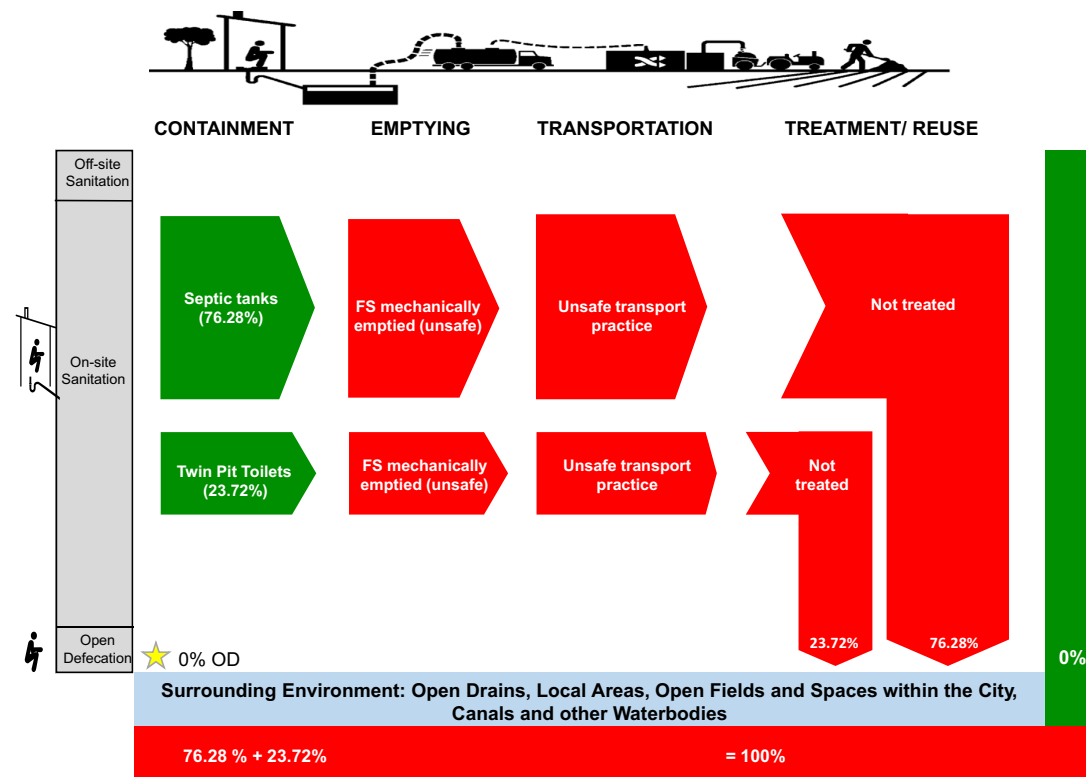 CONTAINMENT
EMPTYING
TRANSPORTATION
TREATMENT/ REUSE
Off-site
Sanitation
Septic tanks
(76.28%)
FS mechanically
emptied (unsafe)
Unsafe transport
practice
Not treated
On-site
Sanitation
Twin Pit Toilets
(23.72%)
FS mechanically
emptied (unsafe)
Unsafe transport
practice
Not
treated
Open
Defecation
0% OD
23.72%
76.28%
0%
Surrounding Environment: Open Drains, Local Areas, Open Fields and Spaces within the City,
Canals and other Waterbodies
76.28 % + 23.72%
= 100%